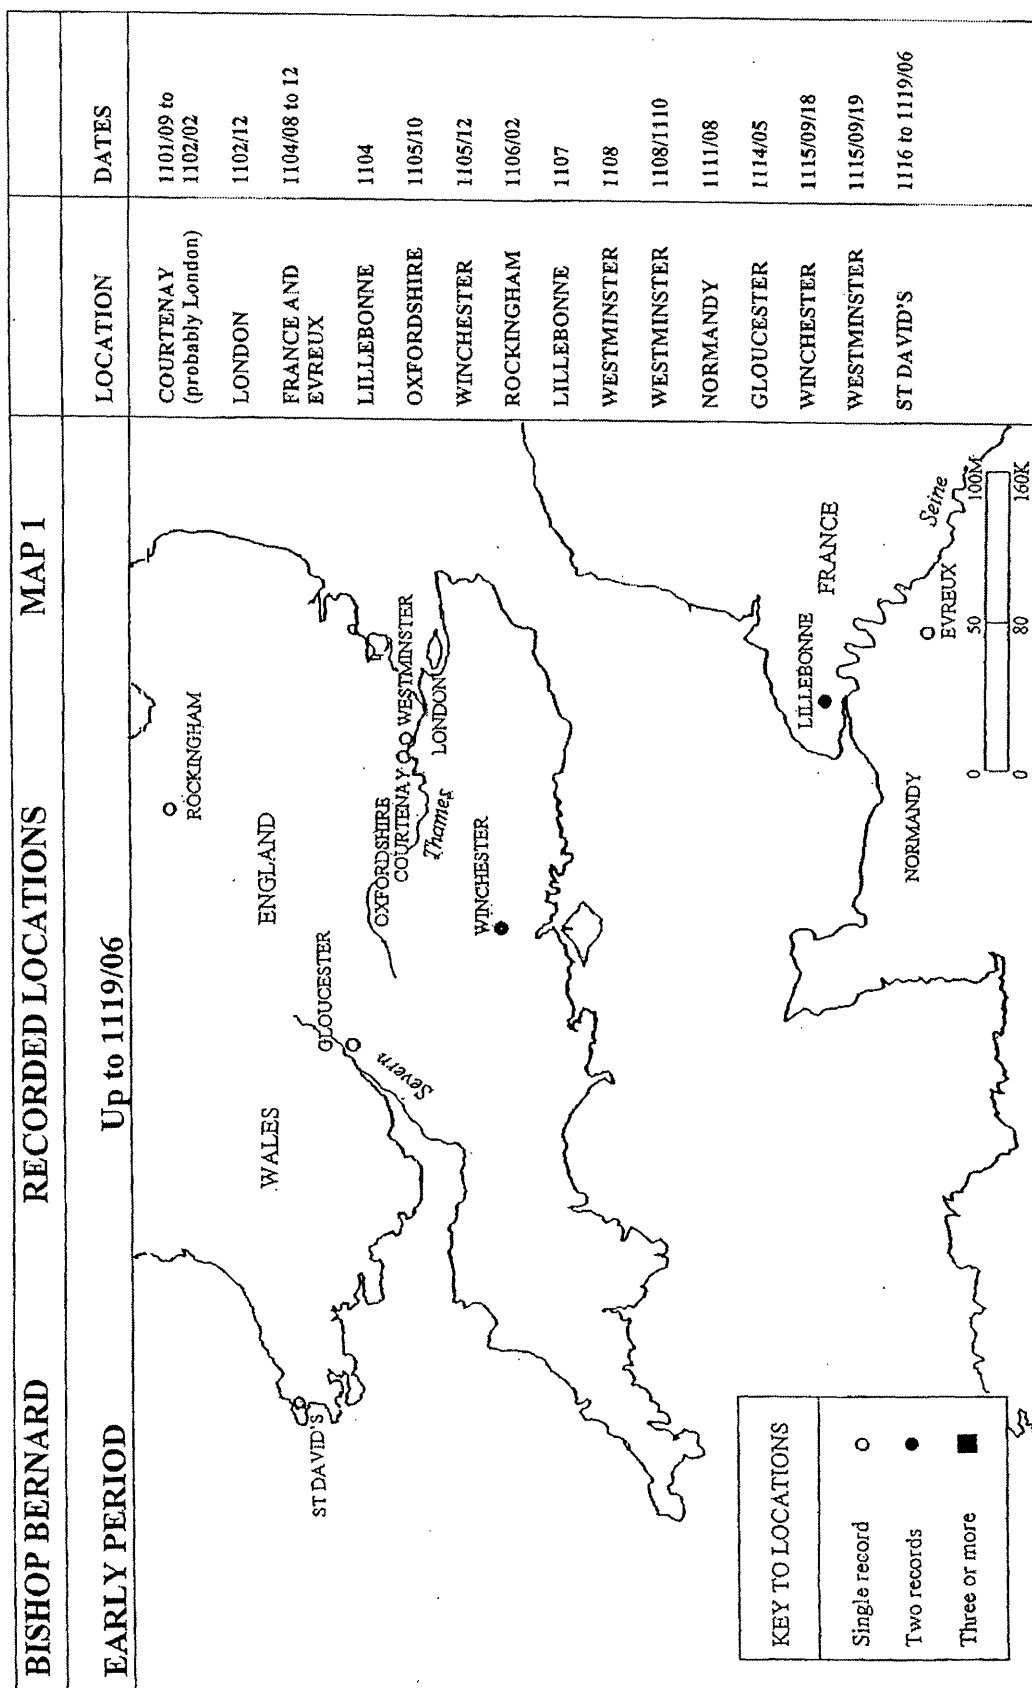 BISHOP BERNARD RECORDED LOCATIONS MAP 1
EARLY PERIOD Up to 1119/06
LOCATION DATES
COURTENAY 1101/09 to
(probably London) 1102/02
LONDON 1102/12
FRANCE AND 1104/08 to 12
EVREUX
LILLEBONNE 1104
OXFORDSHIRE 1105/10
WINCHESTER 1105/12
ROCKINGHAM 1106/02
LILLEBONNE 1107
WESTMINSTER 1108
WESTMINSTER 1108/1110
NORMANDY 1111/08
GLOUCESTER 1114/05
WINCHESTER 1115/09/18
WESTMINSTER 1115/09/19
ST DAVID'S 1116 to 1119/06
ROCKINGHAM
ENGLAND
WALES
GLOUCESTER
ST DAVID'S
Severn
OXFORDSHIRE
COURTENAY
WESTMINSTER
Thames
LONDON
WINCHESTER
LILLEBONNE
FRANCE
NORMANDY
EVREUX
Seine
0 50 100M
0 80 160K
KEY TO LOCATIONS
Single record
Two records
Three or more